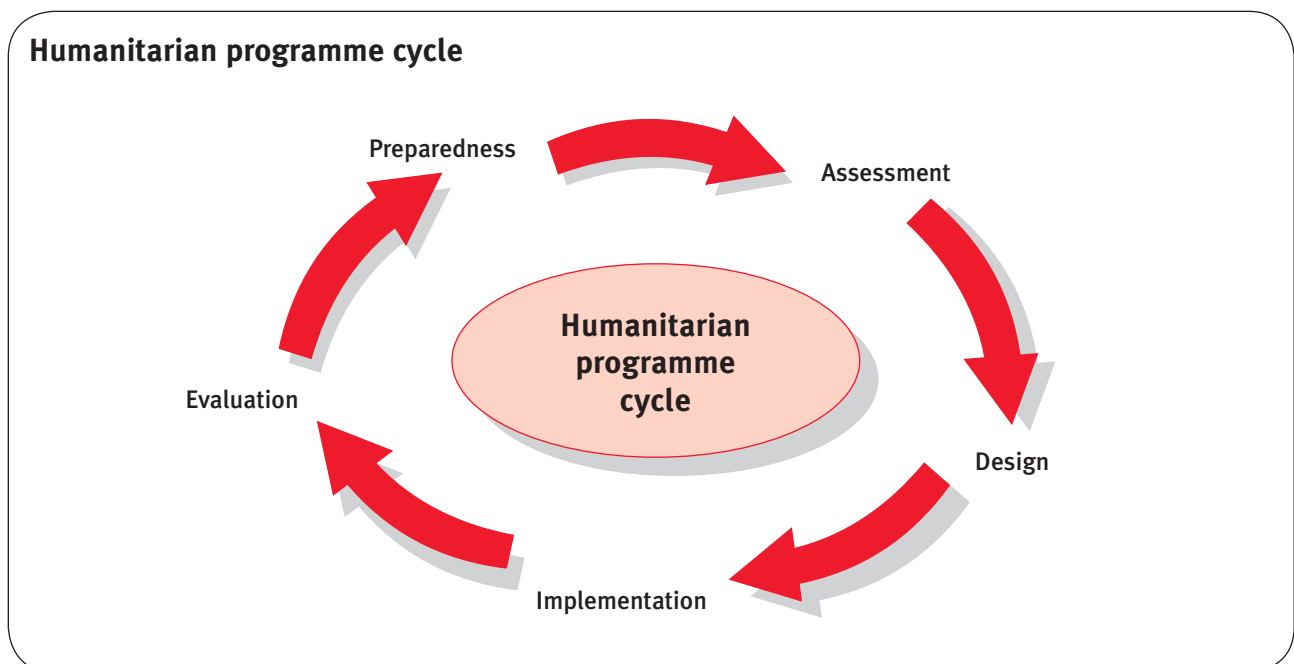 Humanitarian programme cycle
Preparedness
Assessment
Humanitarian
programme
cycle
Evaluation
Design
Implementation